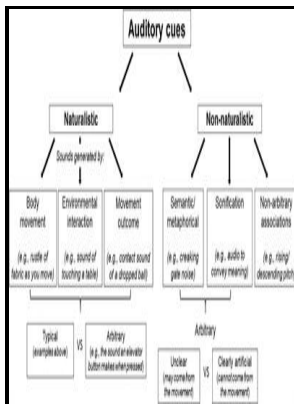 Auditory cues
Naturalistic
Non-naturalistic
Sounds generated by:
Body
movement
(e.g., rustle of
fabric as you move)
Environmental
interaction
(e.g., sound of
touching a table)
Movement
outcome
(e.g., contact sound
of a dropped ball)
Semantic/
metaphorical
(e.g., creaking
gate noise)
Sonification
(e.g., audio to
convey meaning)
Non-arbitrary
associations
(e.g., rising/
descending pitch)
Typical
(examples above)
VS
Arbitrary
(e.g., the sound an elevator
button makes when pressed)
Arbitrary
Unclear
(may come from
the movement)
VS
Clearly artificial
(cannot come from
the movement)